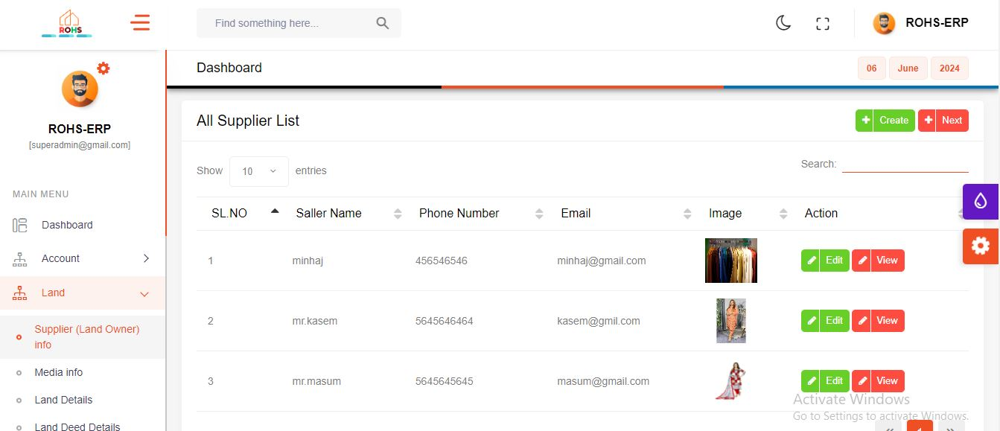 ROHS
Find something here...
ROHS-ERP
Dashboard
06 June 2024
ROHS-ERP
[superadmin@gmail.com]
MAIN MENU
Dashboard
Account
Land
Supplier (Land Owner)
info
Media info
Land Details
Land Deed Details
All Supplier List
Create Next
Show 10 entries
Search:
SL.NO Saller Name Phone Number Email Image Action
1 minhaj 456546546 minhaj@gmail.com Edit View
2 mr.kasem 5645646464 kasem@gmil.com Edit View
3 mr.masum 5645645645 masum@gmail.com Edit View
Activate Windows
Go to Settings to activate Windows.
« 1 »